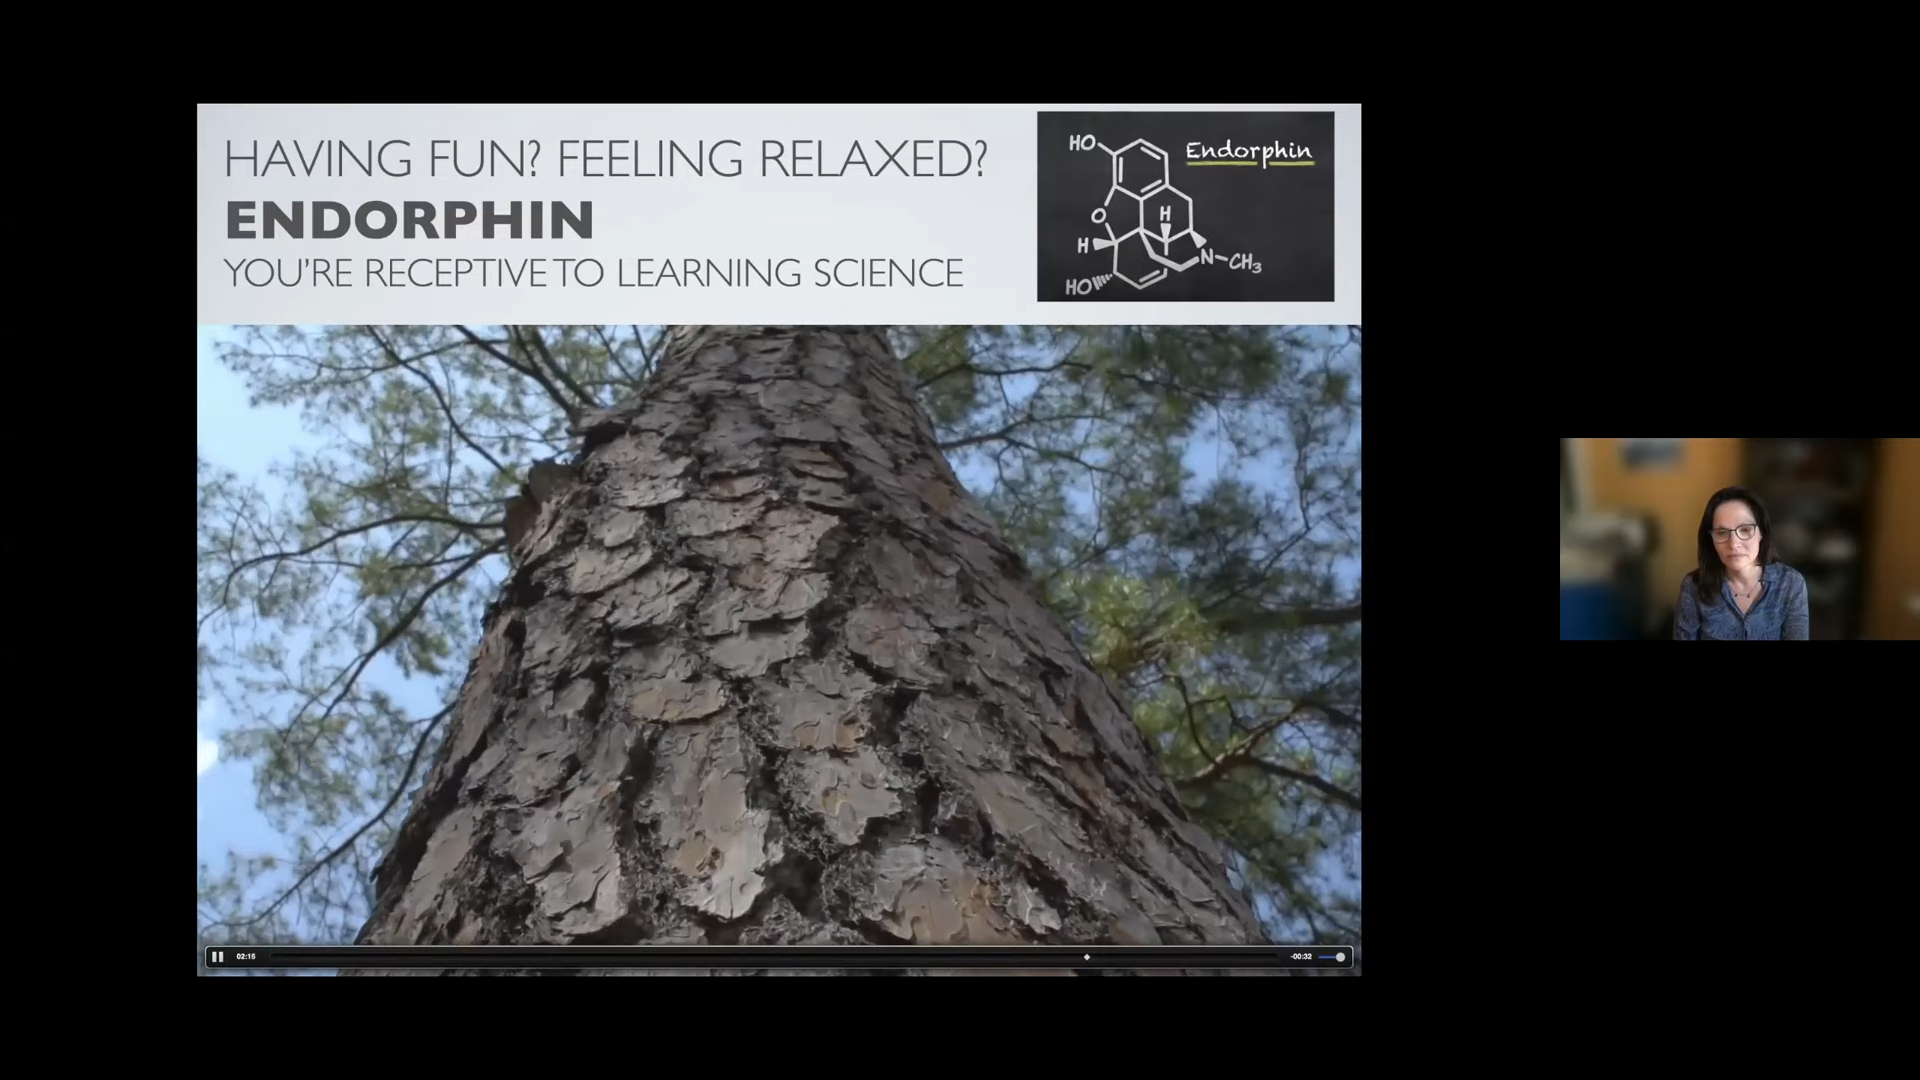 HAVING FUN? FEELING RELAXED?
ENDORPHIN
YOU'RE RECEPTIVE TO LEARNING SCIENCE
Endorphin
HO
O
H
H
N-CH3
HO
02:15
-00:32